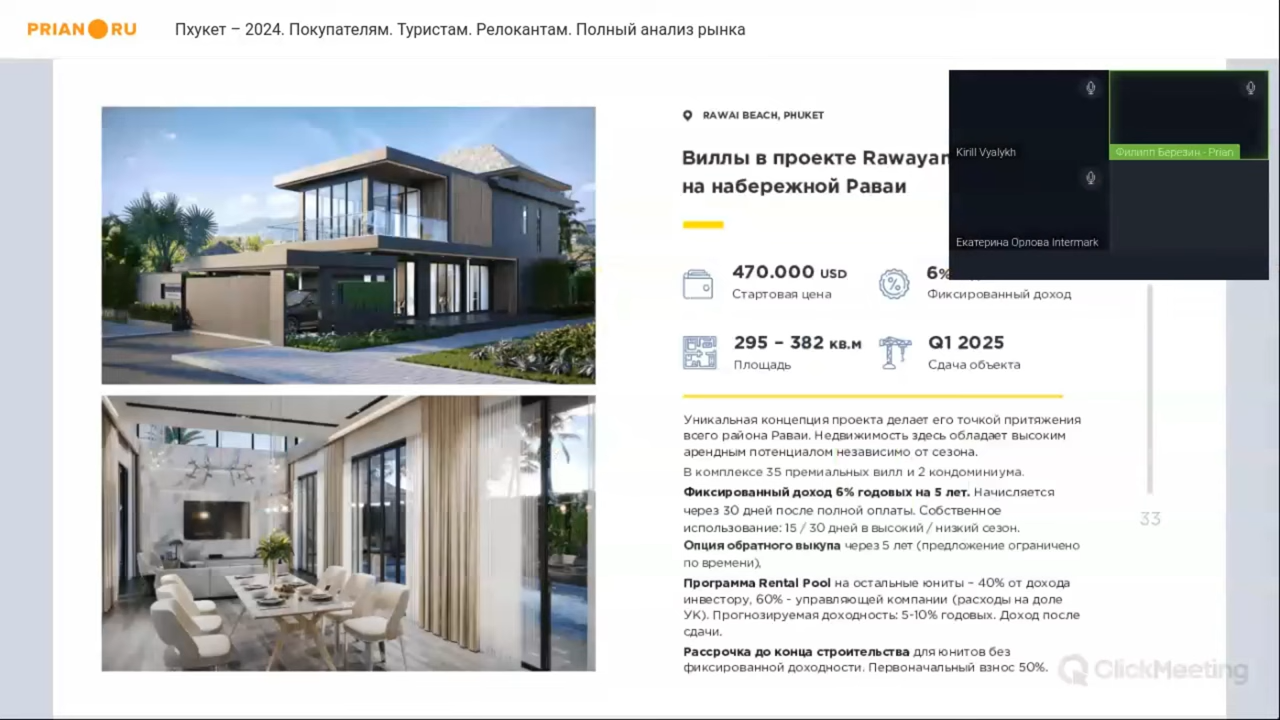 PRIAN RU
Пхукет – 2024. Покупателям. Туристам. Релокантам. Полный анализ рынка
RAWAI BEACH, PHUKET
Виллы в проекте Rawayan
на набережной Раваи
Kirill Vyalykh
Филипп Березин - Prian
Екатерина Орлова Intermark
470.000 USD
Стартовая цена
6%
Фиксированный доход
295 – 382 КВ.М
Площадь
Q1 2025
Сдача объекта
Уникальная концепция проекта делает его точкой притяжения
всего района Раваи. Недвижимость здесь обладает высоким
арендным потенциалом независимо от сезона.
В комплексе 35 премиальных вилл и 2 кондоминиума.
Фиксированный доход 6% годовых на 5 лет. Начисляется
через 30 дней после полной оплаты. Собственное
использование: 15 / 30 дней в высокий / низкий сезон.
Опция обратного выкупа через 5 лет (предложение ограничено
по времени),
Программа Rental Pool на остальные юниты – 40% от дохода
инвестору, 60% - управляющей компании (расходы на доле
УК). Прогнозируемая доходность: 5-10% годовых. Доход после
сдачи.
Рассрочка до конца строительства для юнитов без
фиксированной доходности. Первоначальный взнос 50%.
33
ClickMeeting